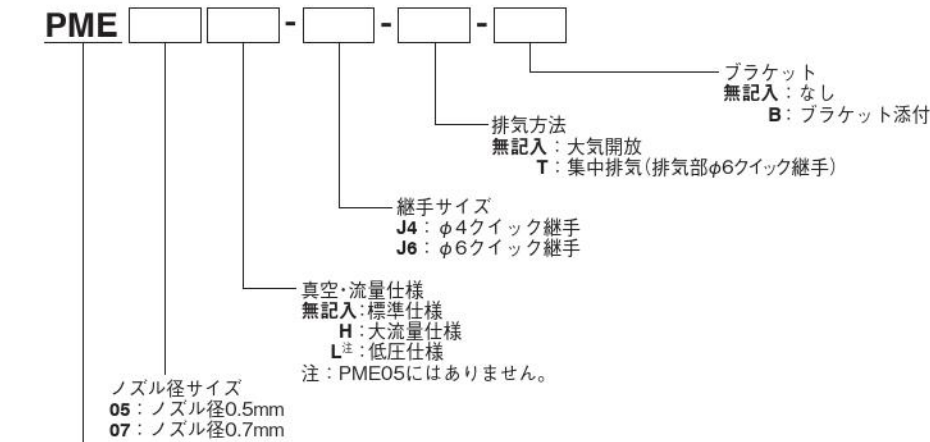 PME - - -
ブラケット
無記入：なし
B：ブラケット添付
排気方法
無記入：大気開放
T：集中排気(排気部φ6クイック継手)
継手サイズ
J4：φ4クイック継手
J6：φ6クイック継手
真空･流量仕様
無記入：標準仕様
H：大流量仕様
L注：低圧仕様
注：PME05にはありません。
ノズル径サイズ
05：ノズル径0.5mm
07：ノズル径0.7mm